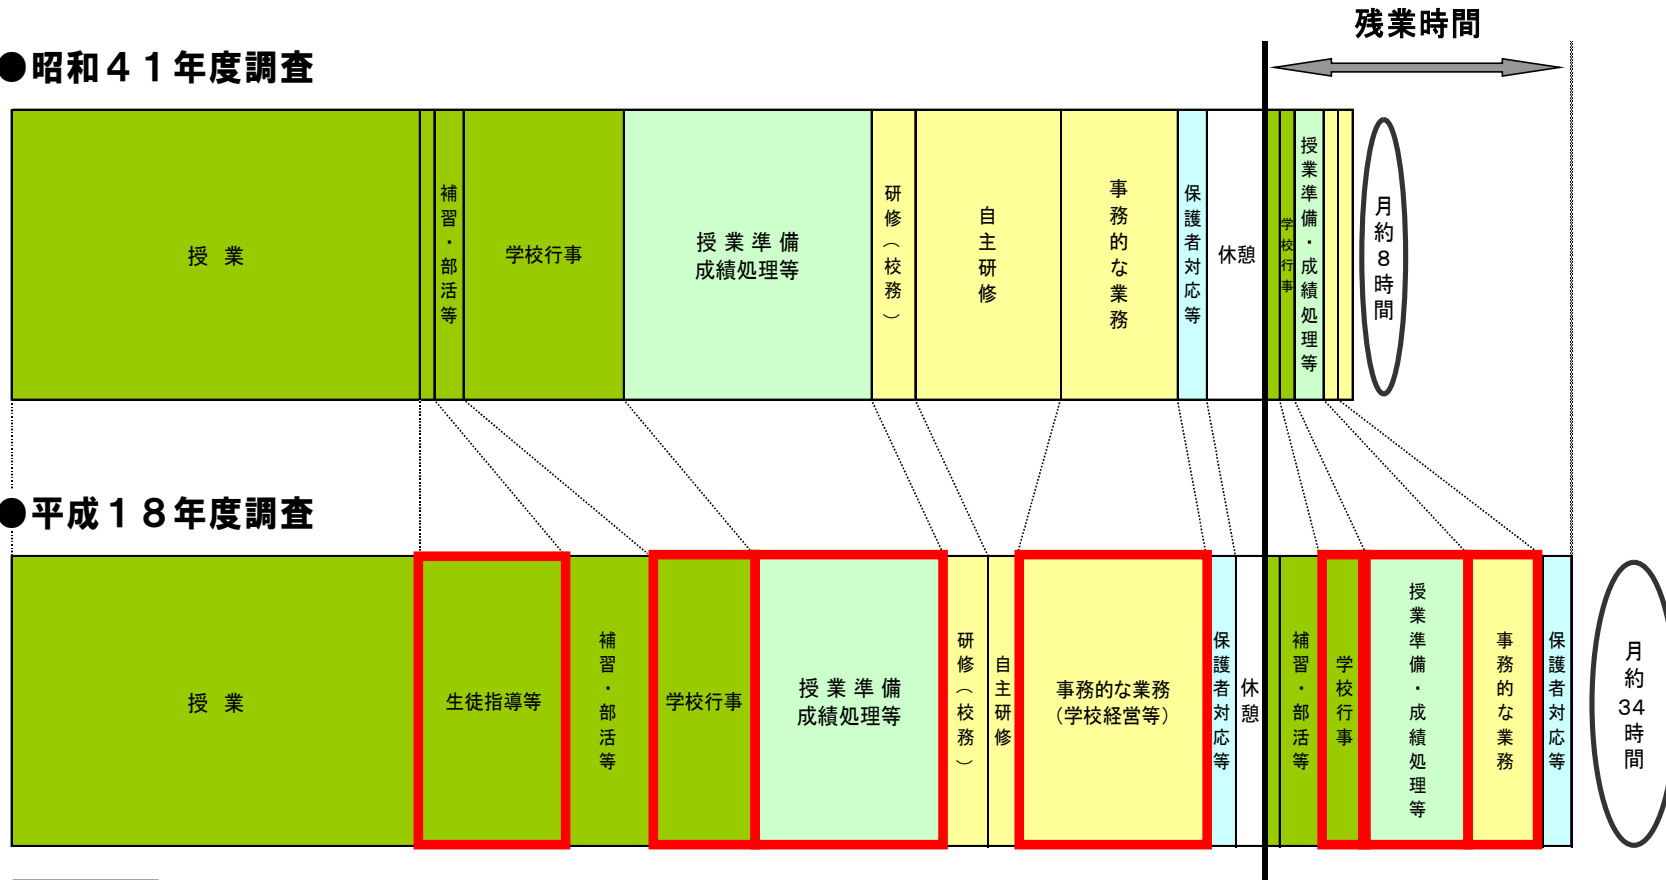 残業時間
●昭和４１年度調査
授業
補習・部活等
学校行事
授業準備
成績処理等
研修（校務）
自主研修
事務的な業務
保護者対応等
休憩
学校行事
授業準備・成績処理等
月約8時間
●平成１８年度調査
授業
生徒指導等
補習・部活等
学校行事
授業準備
成績処理等
研修（校務）
自主研修
事務的な業務
（学校経営等）
保護者対応等
休憩
補習・部活等
学校行事
授業準備・成績処理等
事務的な業務
保護者対応等
月約34時間